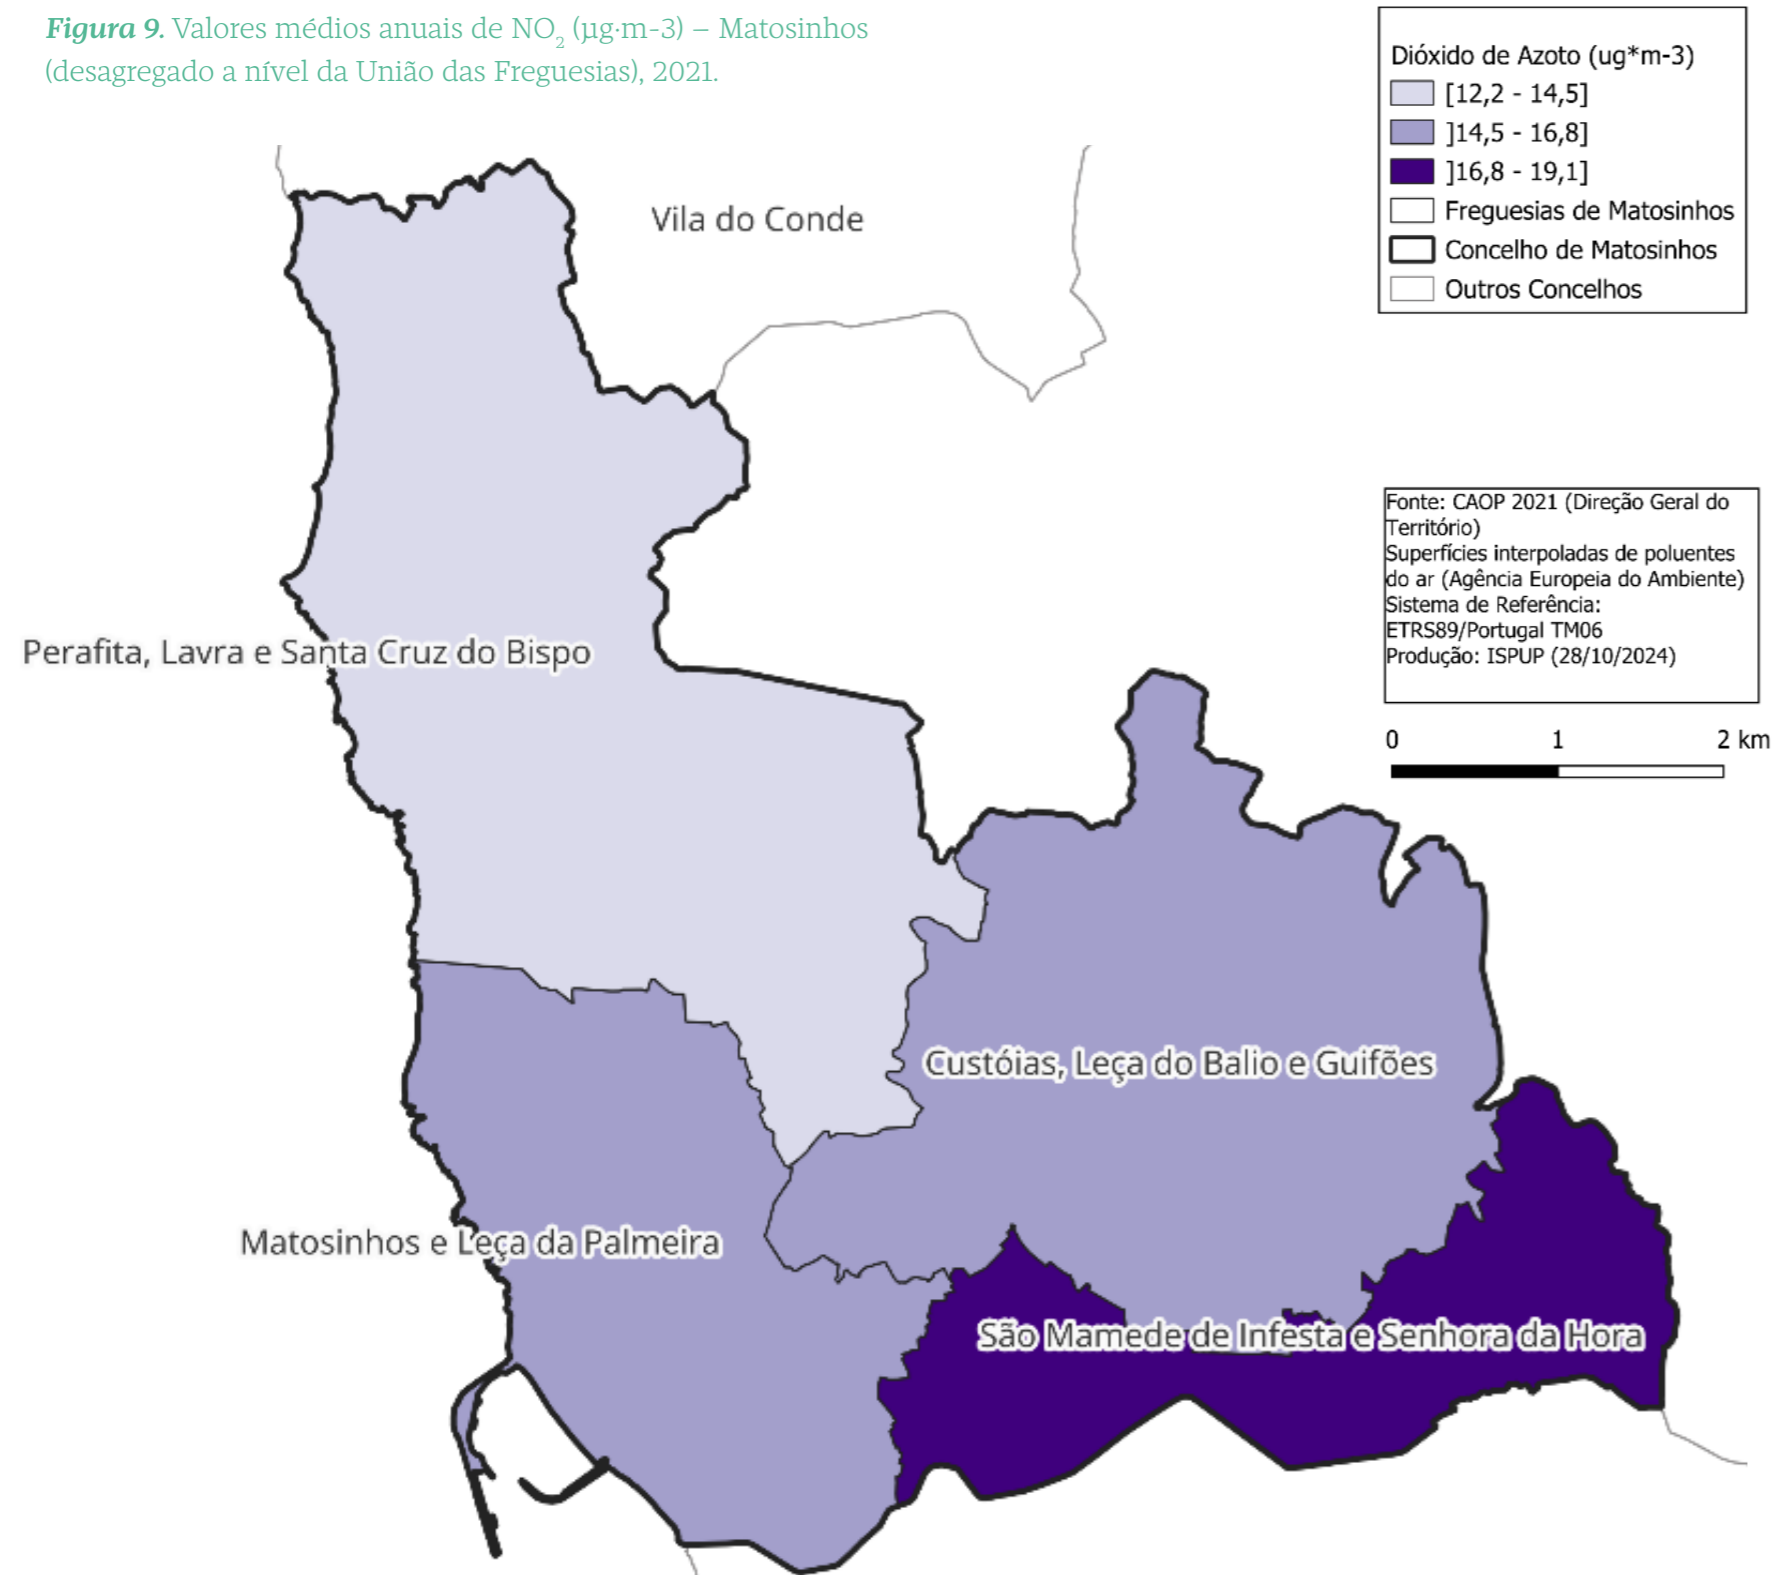 Figura 9. Valores médios anuais de NO₂ (µg·m-3) – Matosinhos
(desagregado a nível da União das Freguesias), 2021.
Dióxido de Azoto (ug*m-3)
[12,2 - 14,5]
]14,5 - 16,8]
]16,8 - 19,1]
Freguesias de Matosinhos
Concelho de Matosinhos
Outros Concelhos
Vila do Conde
Fonte: CAOP 2021 (Direção Geral do
Território)
Superfícies interpoladas de poluentes
do ar (Agência Europeia do Ambiente)
Sistema de Referência:
ETRS89/Portugal TM06
Produção: ISPUP (28/10/2024)
Perafita, Lavra e Santa Cruz do Bispo
0 1 2 km
Custóias, Leça do Balio e Guifões
Matosinhos e Leça da Palmeira
São Mamede de Infesta e Senhora da Hora